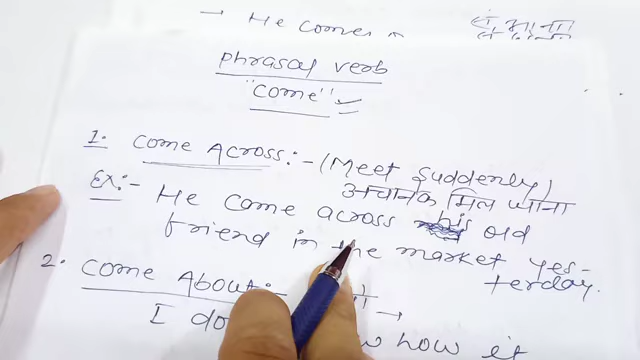 → He comes
phrasal verb
"come"
1. Come Across:- (Meet Suddenly)
अचानक मिल जाना
Ex:- He come across his old
friend in the market yes-
terday.
2. Come About:-
I do how it